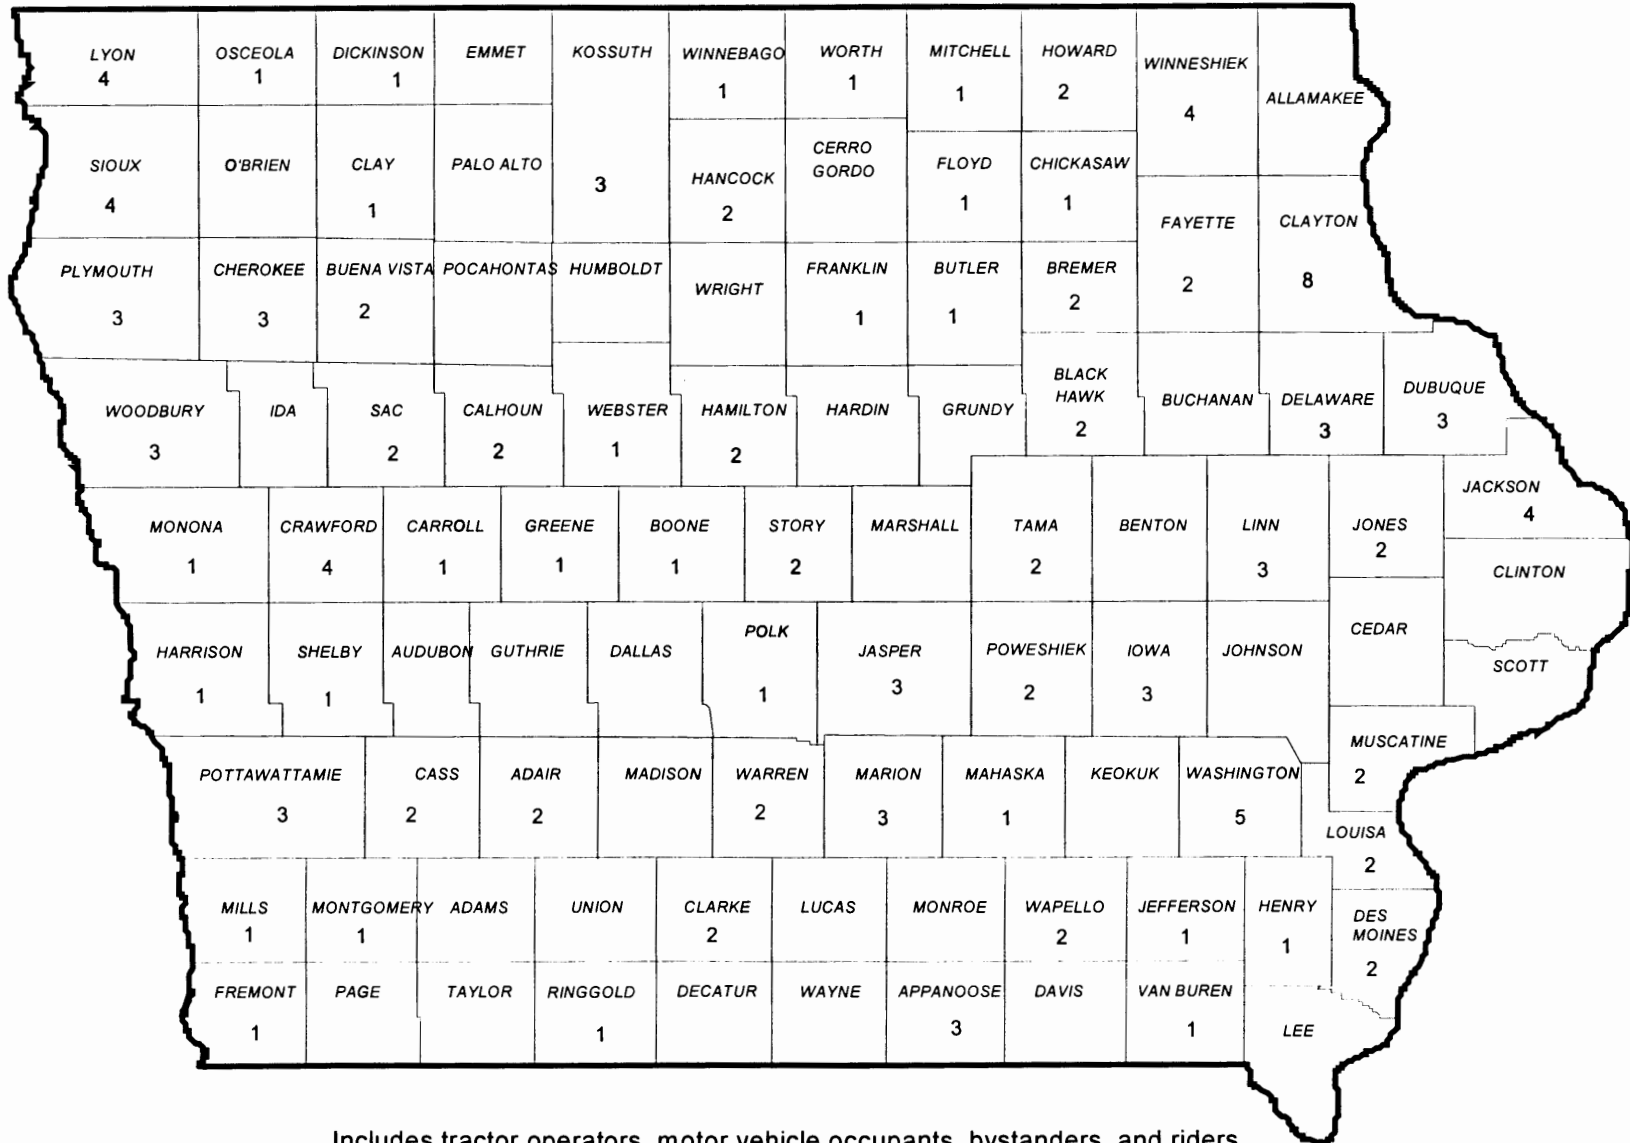 LYON
4
OSCEOLA
1
DICKINSON
1
EMMET
KOSSUTH
3
WINNEBAGO
1
WORTH
1
MITCHELL
1
HOWARD
2
WINNESHIEK
4
ALLAMAKEE
SIOUX
4
O'BRIEN
CLAY
1
PALO ALTO
HANCOCK
2
CERRO
GORDO
FLOYD
1
CHICKASAW
1
FAYETTE
2
CLAYTON
8
PLYMOUTH
3
CHEROKEE
3
BUENA VISTA
2
POCAHONTAS
HUMBOLDT
WRIGHT
FRANKLIN
1
BUTLER
1
BREMER
2
WOODBURY
3
IDA
SAC
2
CALHOUN
2
WEBSTER
1
HAMILTON
2
HARDIN
GRUNDY
BLACK
HAWK
2
BUCHANAN
DELAWARE
3
DUBUQUE
3
MONONA
1
CRAWFORD
4
CARROLL
1
GREENE
1
BOONE
1
STORY
2
MARSHALL
TAMA
2
BENTON
LINN
3
JONES
2
JACKSON
4
CLINTON
HARRISON
1
SHELBY
1
AUDUBON
GUTHRIE
DALLAS
POLK
1
JASPER
3
POWESHIEK
2
IOWA
3
JOHNSON
CEDAR
SCOTT
POTTAWATTAMIE
3
CASS
2
ADAIR
2
MADISON
WARREN
2
MARION
3
MAHASKA
1
KEOKUK
WASHINGTON
5
MUSCATINE
2
LOUISA
2
MILLS
1
MONTGOMERY
1
ADAMS
UNION
CLARKE
2
LUCAS
MONROE
WAPELLO
2
JEFFERSON
1
HENRY
1
DES
MOINES
2
FREMONT
1
PAGE
TAYLOR
RINGGOLD
1
DECATUR
WAYNE
APPANOOSE
3
DAVIS
VAN BUREN
1
LEE
Includes tractor operators, motor vehicle occupants, bystanders, and riders